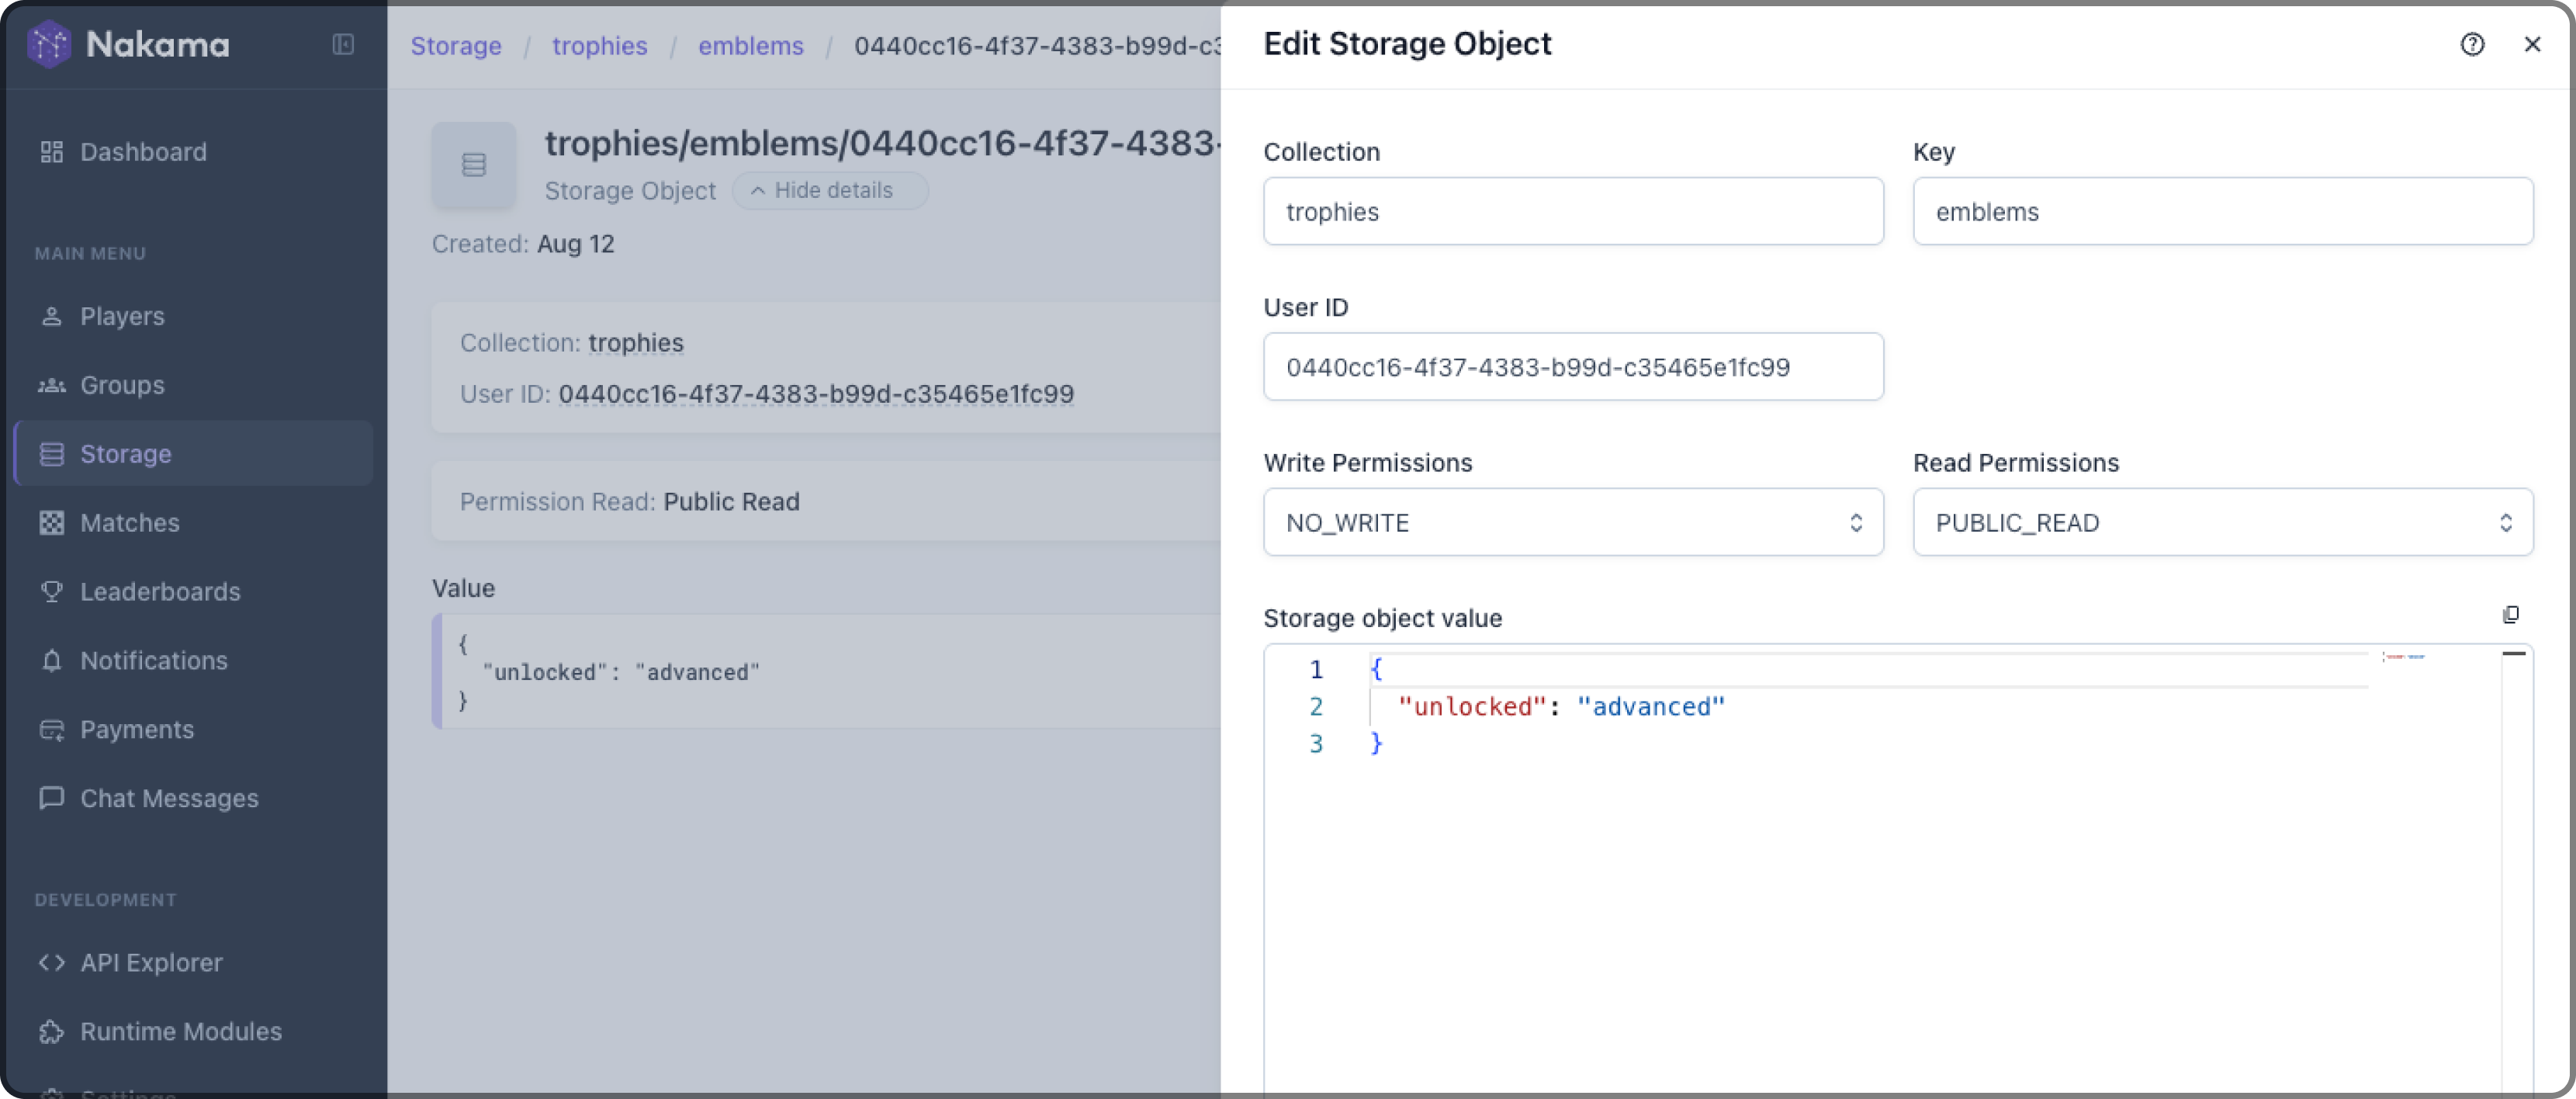 Nakama
Dashboard
MAIN MENU
Players
Groups
Storage
Matches
Leaderboards
Notifications
Payments
Chat Messages
DEVELOPMENT
API Explorer
Runtime Modules
Settings
Storage / trophies / emblems / 0440cc16-4f37-4383-b99d-c3
trophies/emblems/0440cc16-4f37-4383-
Storage Object
Hide details
Created: Aug 12
Collection: trophies
User ID: 0440cc16-4f37-4383-b99d-c35465e1fc99
Permission Read: Public Read
Value
{
"unlocked": "advanced"
}
Edit Storage Object
Collection
trophies
Key
emblems
User ID
0440cc16-4f37-4383-b99d-c35465e1fc99
Write Permissions
NO_WRITE
Read Permissions
PUBLIC_READ
Storage object value
1 {
2 "unlocked": "advanced"
3 }